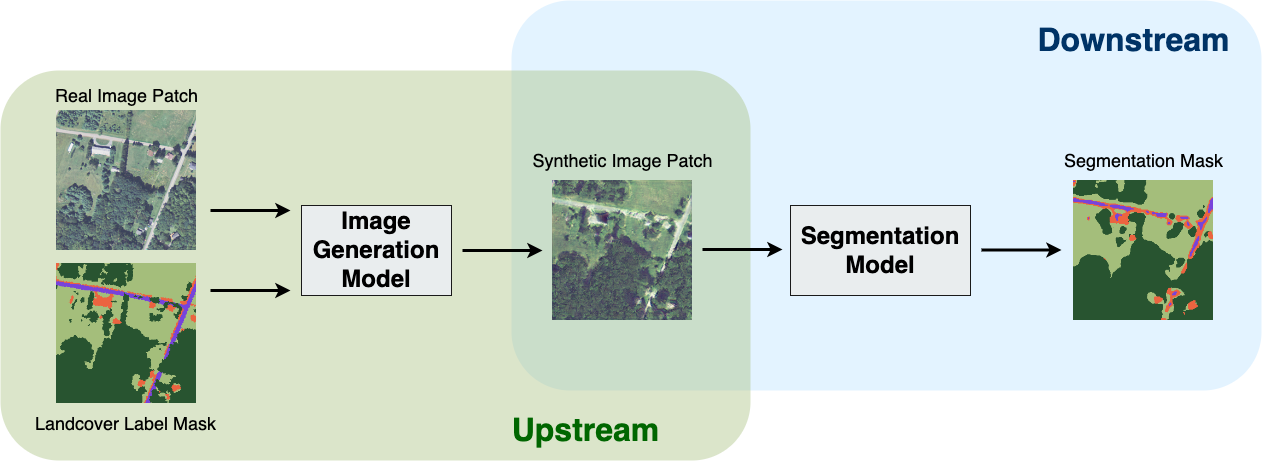 Downstream
Real Image Patch
Synthetic Image Patch
Segmentation Mask
Image
Generation
Model
Segmentation
Model
Landcover Label Mask
Upstream